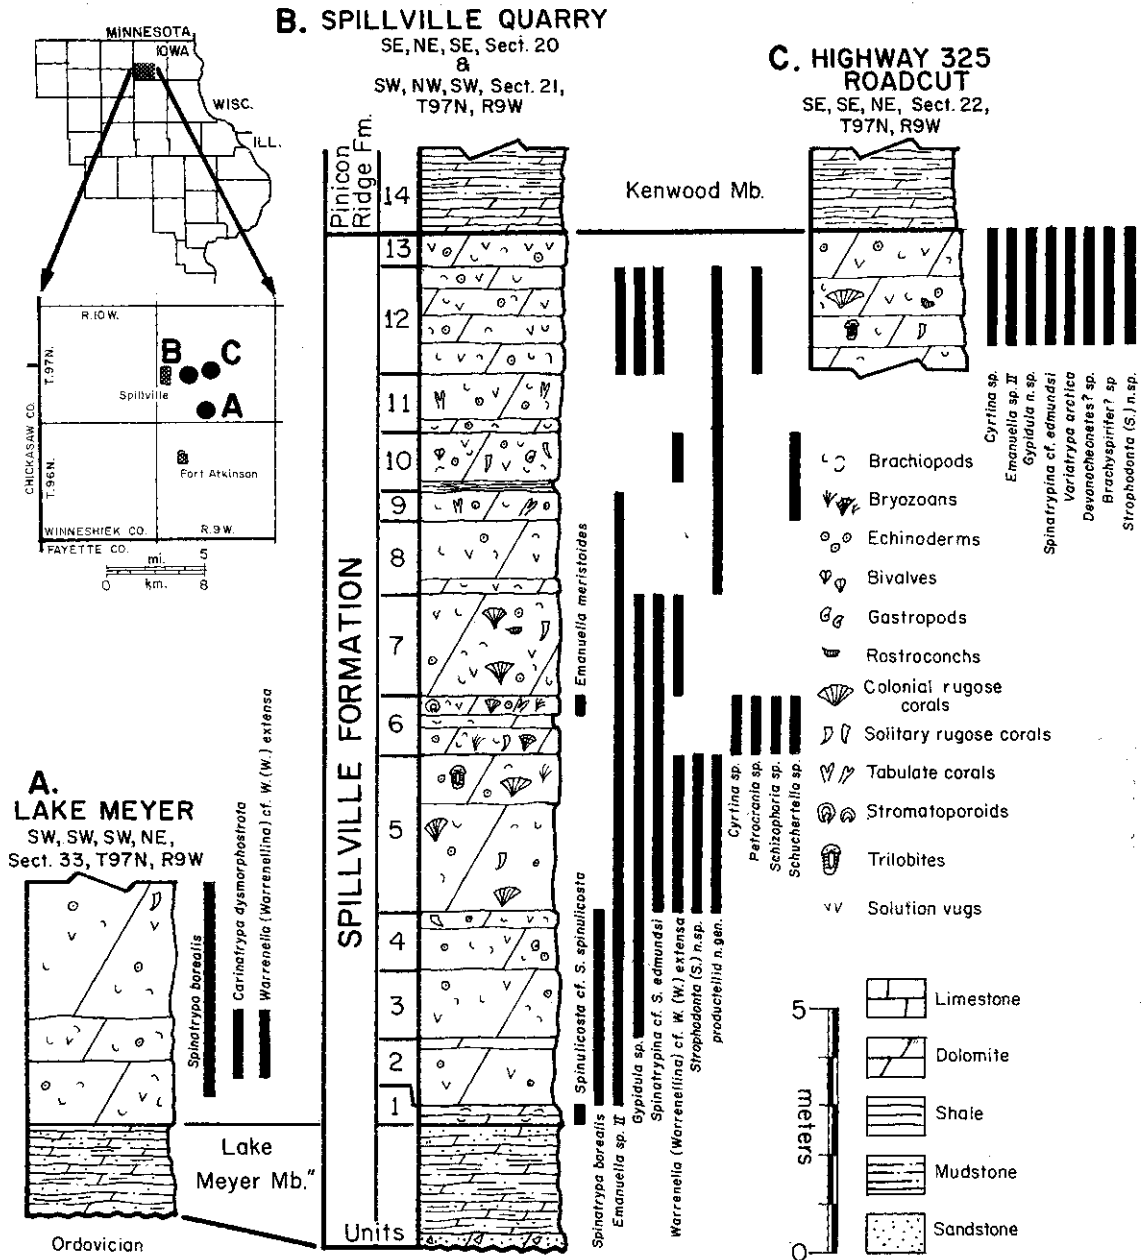 B. SPILLVILLE QUARRY
SE, NE, SE, Sect. 20
&
SW, NW, SW, Sect. 21,
T97N, R9W
C. HIGHWAY 325
ROADCUT
SE, SE, NE, Sect. 22,
T97N, R9W
MINNESOTA
IOWA
WISC.
ILL.
R.10 W.
T.97N.
B
C
Spillville
A
CHICKASAW CO.
T.96N.
Fort Atkinson
WINNESHIEK CO.
R.9W.
FAYETTE CO.
mi.
5
0
km.
8
Pinicon
Ridge Fm.
SPILLVILLE FORMATION
14
13
12
11
10
9
8
7
6
5
4
3
2
1
Units
Kenwood Mb.
A.
LAKE MEYER
SW, SW, SW, NE,
Sect. 33, T97N, R9W
Spinatrypa borealis
Carinatrypa dysmorphostrota
Warrenella (Warrenellina) cf. W. (W.) extensa
Lake
Meyer Mb."
Ordovician
Emanuella meristoides
Spinulicosta cf. S. spinulicosta
Spinatrypa borealis
Emanuella sp. II
Gypidula sp.
Spinatrypina cf. S. edmundsi
Warrenella (Warrenellina) cf. W. (W.) extensa
Strophodonta (S.) n.sp.
productellid n. gen.
Cyrtina sp.
Petrocrania sp.
Schizophoria sp.
Schuchertella sp.
Cyrtina sp.
Emanuella sp. II
Gypidula n. sp.
Spinatrypina cf. edmundsi
Variatrypa arctica
Devonocheonetes? sp.
Brachyspirifer? sp
Strophodonta (S.) n.sp.
Brachiopods
Bryozoans
Echinoderms
Bivalves
Gastropods
Rostroconchs
Colonial rugose
corals
Solitary rugose corals
Tabulate corals
Stromatoporoids
Trilobites
Solution vugs
5
meters
0
Limestone
Dolomite
Shale
Mudstone
Sandstone